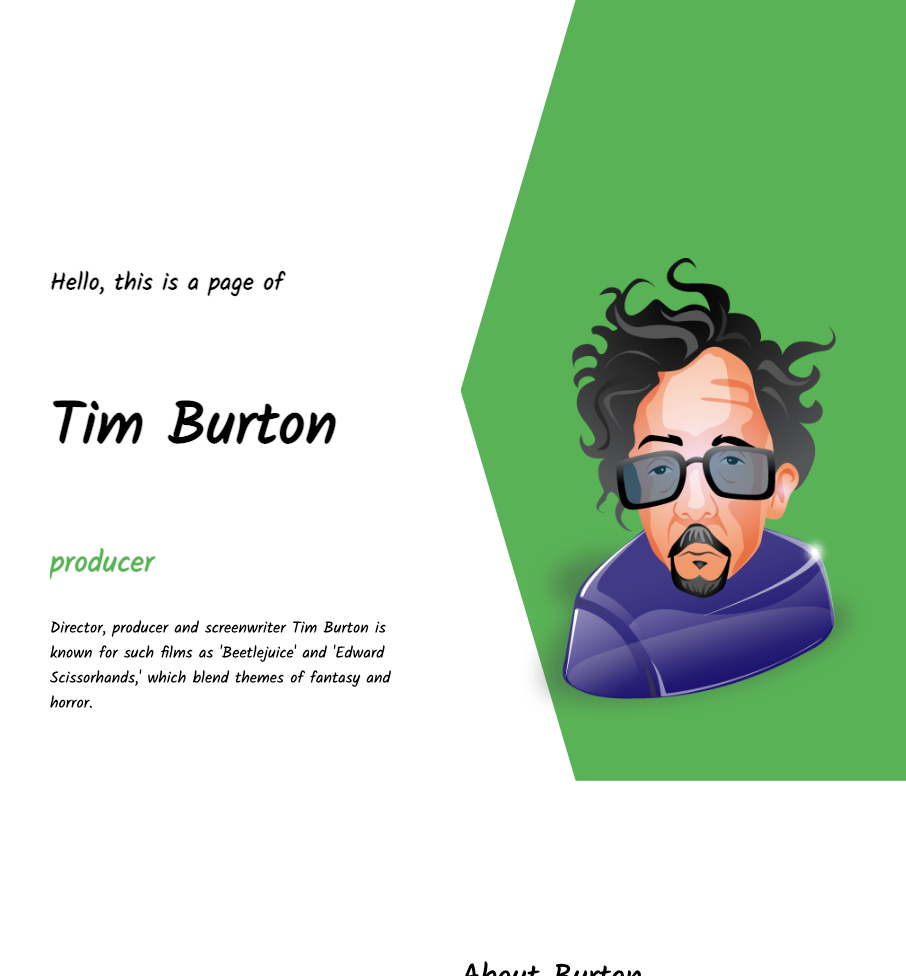 Hello, this is a page of
Tim Burton
producer
Director, producer and screenwriter Tim Burton is
known for such films as 'Beetlejuice' and 'Edward
Scissorhands,' which blend themes of fantasy and
horror.
About Burton